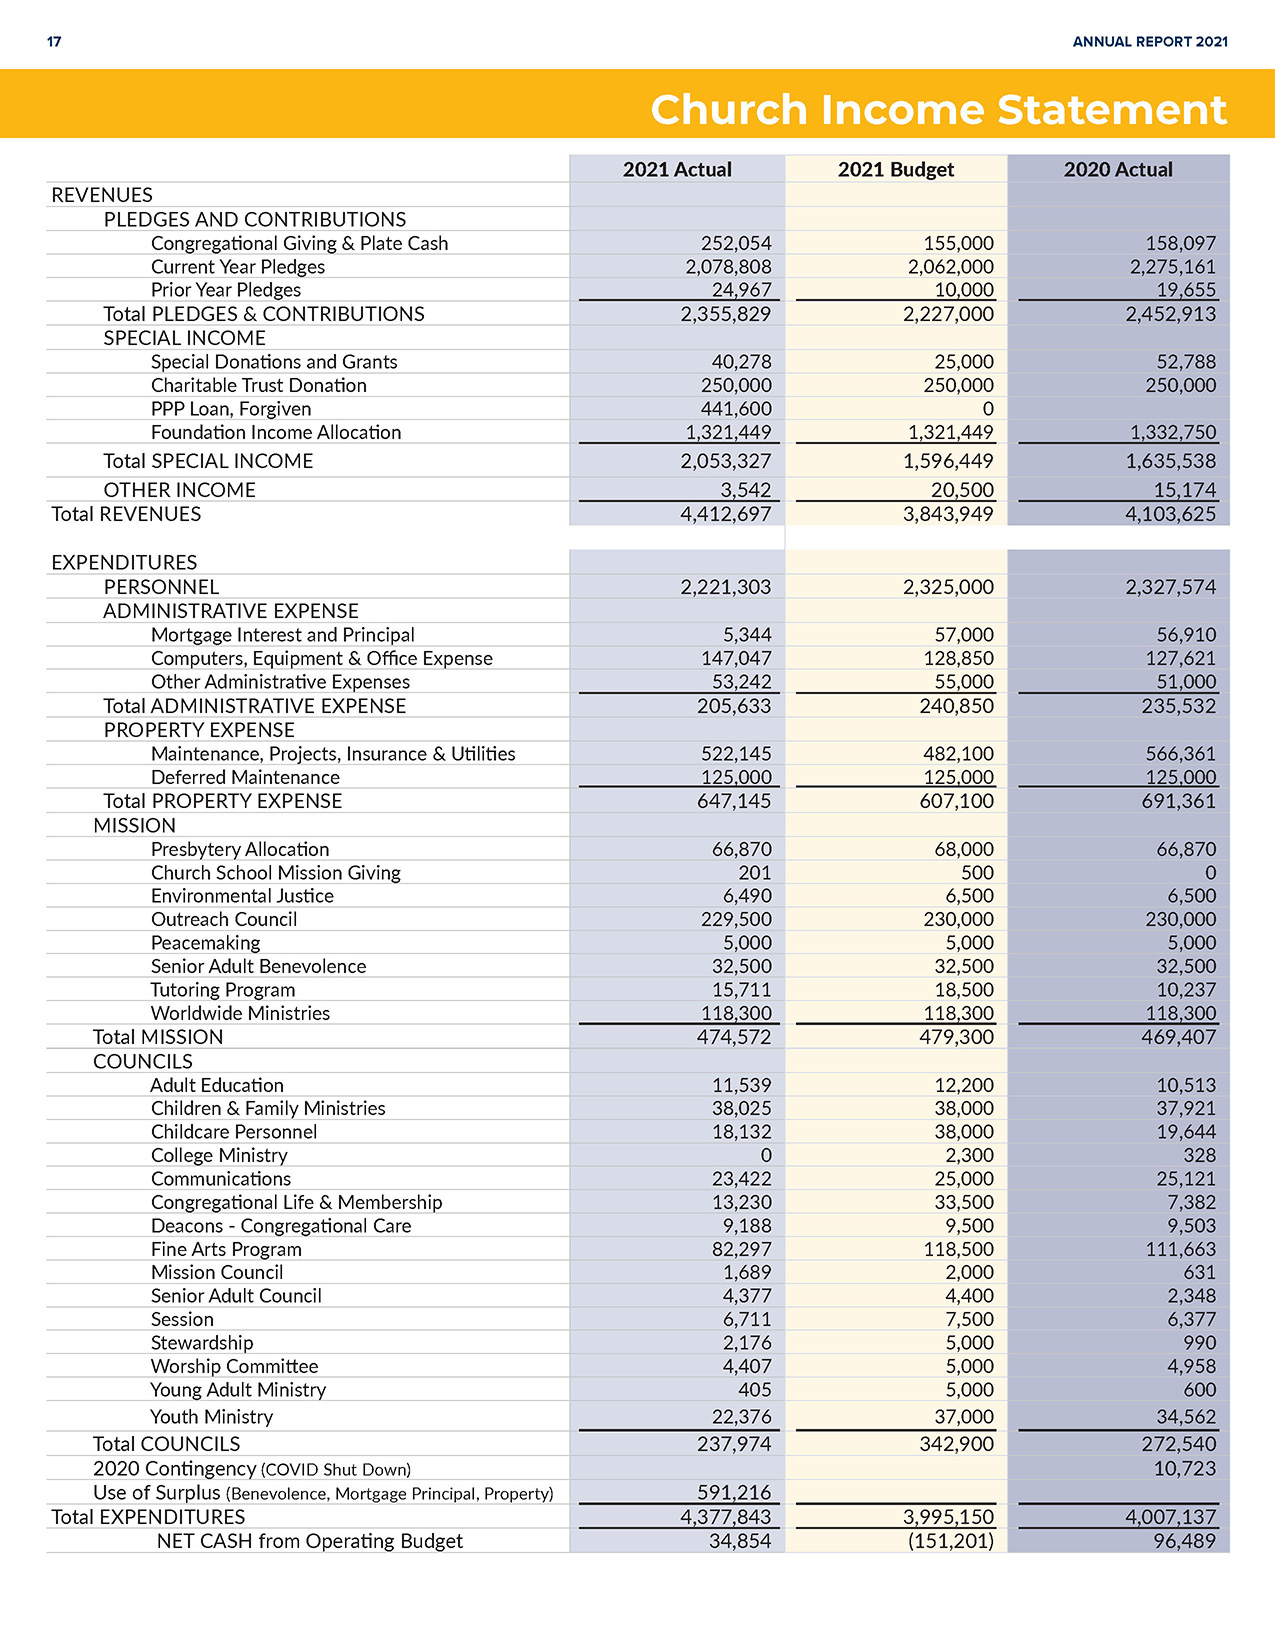 17 ANNUAL REPORT 2021
Church Income Statement
2021 Actual 2021 Budget 2020 Actual
REVENUES
PLEDGES AND CONTRIBUTIONS
Congregational Giving & Plate Cash 252,054 155,000 158,097
Current Year Pledges 2,078,808 2,062,000 2,275,161
Prior Year Pledges 24,967 10,000 19,655
Total PLEDGES & CONTRIBUTIONS 2,355,829 2,227,000 2,452,913
SPECIAL INCOME
Special Donations and Grants 40,278 25,000 52,788
Charitable Trust Donation 250,000 250,000 250,000
PPP Loan, Forgiven 441,600 0
Foundation Income Allocation 1,321,449 1,321,449 1,332,750
Total SPECIAL INCOME 2,053,327 1,596,449 1,635,538
OTHER INCOME 3,542 20,500 15,174
Total REVENUES 4,412,697 3,843,949 4,103,625
EXPENDITURES
PERSONNEL 2,221,303 2,325,000 2,327,574
ADMINISTRATIVE EXPENSE
Mortgage Interest and Principal 5,344 57,000 56,910
Computers, Equipment & Office Expense 147,047 128,850 127,621
Other Administrative Expenses 53,242 55,000 51,000
Total ADMINISTRATIVE EXPENSE 205,633 240,850 235,532
PROPERTY EXPENSE
Maintenance, Projects, Insurance & Utilities 522,145 482,100 566,361
Deferred Maintenance 125,000 125,000 125,000
Total PROPERTY EXPENSE 647,145 607,100 691,361
MISSION
Presbytery Allocation 66,870 68,000 66,870
Church School Mission Giving 201 500 0
Environmental Justice 6,490 6,500 6,500
Outreach Council 229,500 230,000 230,000
Peacemaking 5,000 5,000 5,000
Senior Adult Benevolence 32,500 32,500 32,500
Tutoring Program 15,711 18,500 10,237
Worldwide Ministries 118,300 118,300 118,300
Total MISSION 474,572 479,300 469,407
COUNCILS
Adult Education 11,539 12,200 10,513
Children & Family Ministries 38,025 38,000 37,921
Childcare Personnel 18,132 38,000 19,644
College Ministry 0 2,300 328
Communications 23,422 25,000 25,121
Congregational Life & Membership 13,230 33,500 7,382
Deacons - Congregational Care 9,188 9,500 9,503
Fine Arts Program 82,297 118,500 111,663
Mission Council 1,689 2,000 631
Senior Adult Council 4,377 4,400 2,348
Session 6,711 7,500 6,377
Stewardship 2,176 5,000 990
Worship Committee 4,407 5,000 4,958
Young Adult Ministry 405 5,000 600
Youth Ministry 22,376 37,000 34,562
Total COUNCILS 237,974 342,900 272,540
2020 Contingency (COVID Shut Down) 10,723
Use of Surplus (Benevolence, Mortgage Principal, Property) 591,216
Total EXPENDITURES 4,377,843 3,995,150 4,007,137
NET CASH from Operating Budget 34,854 (151,201) 96,489